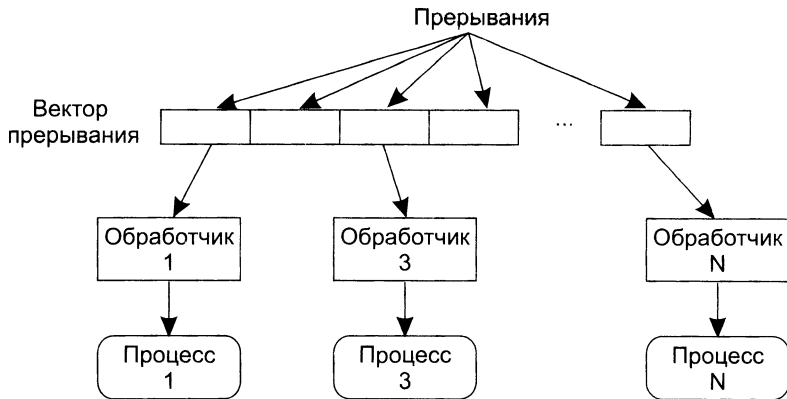 Прерывания
Вектор
прерывания
...
Обработчик
1
Обработчик
3
Обработчик
N
Процесс
1
Процесс
3
Процесс
N